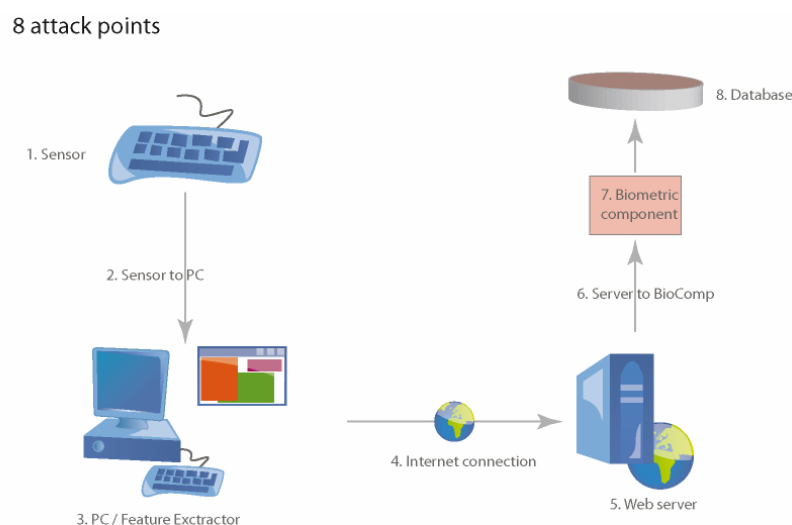 8 attack points
1. Sensor
2. Sensor to PC
3. PC / Feature Exctractor
4. Internet connection
5. Web server
6. Server to BioComp
7. Biometric
component
8. Database